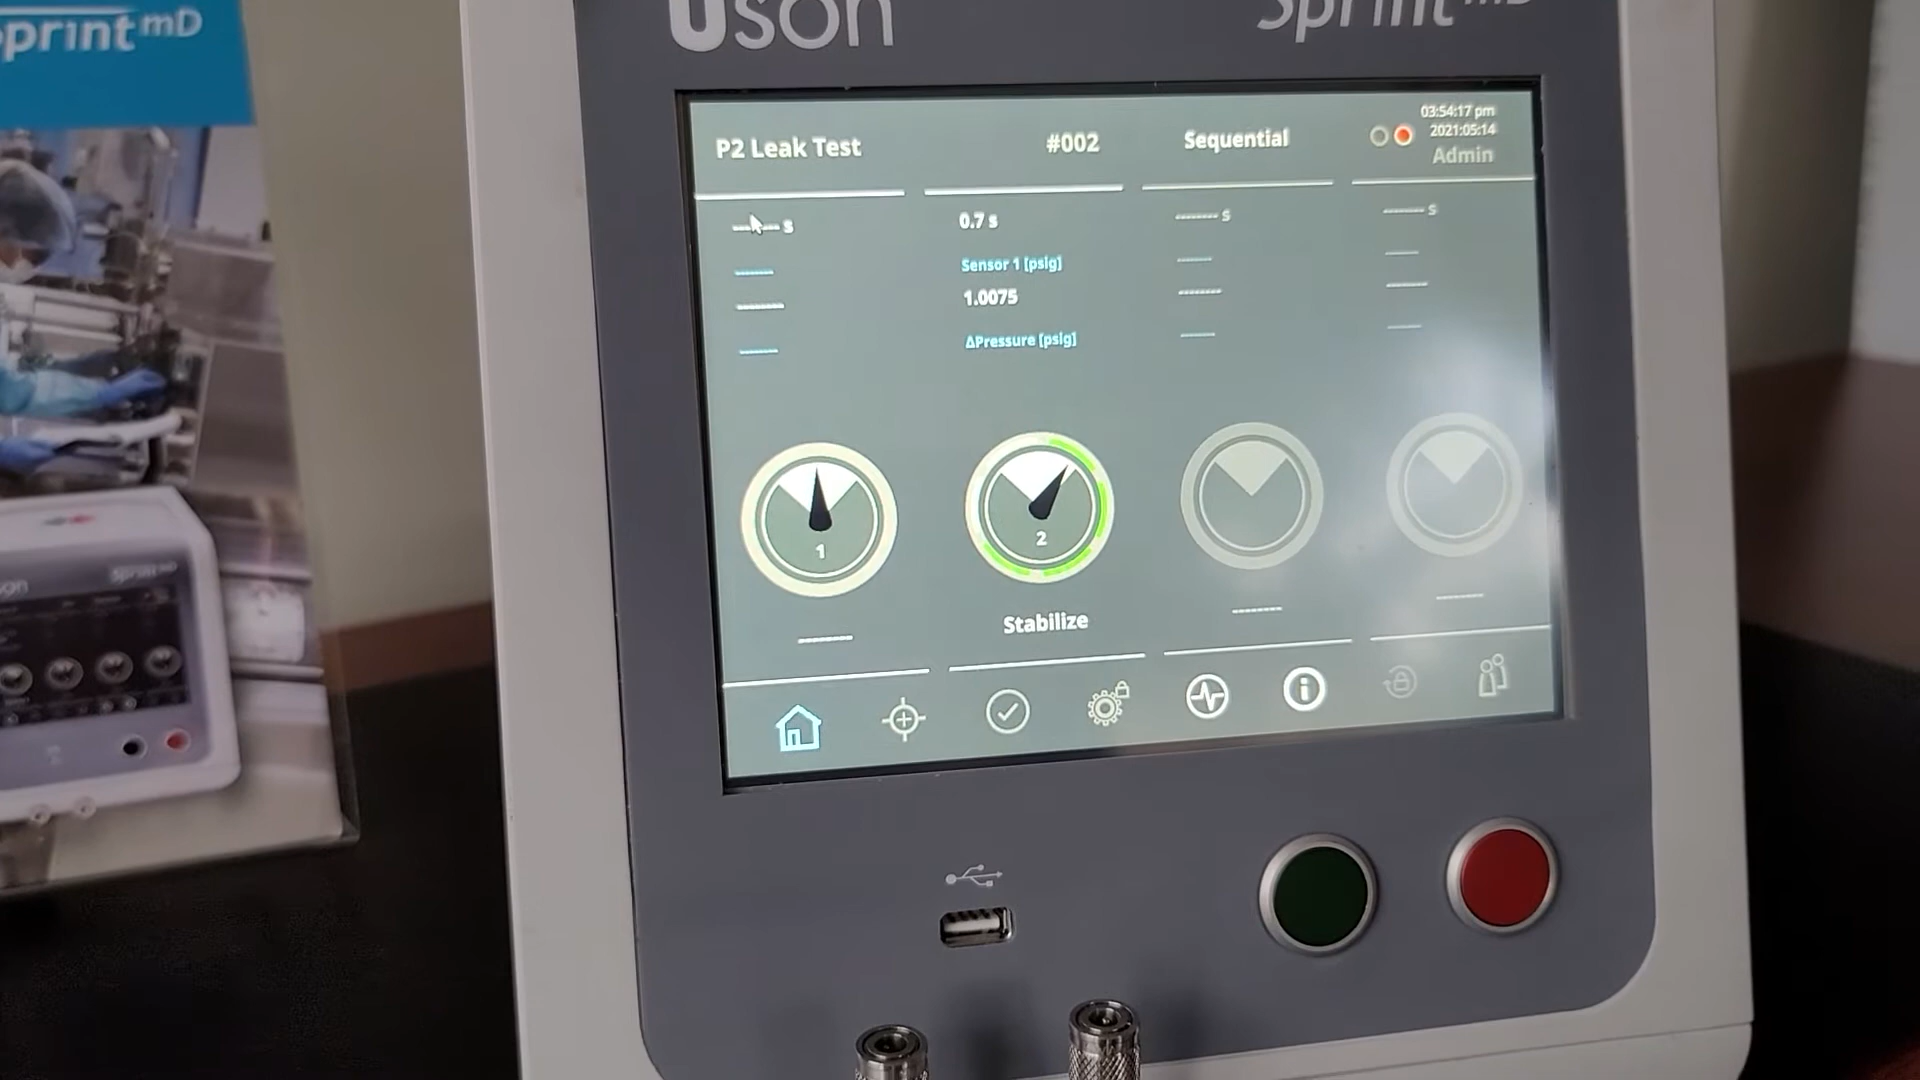 Sprint mD
Uson
Sprint mD
P2 Leak Test
#002
Sequential
03:54:17 pm
2021:05:14
Admin
-------- s
0.7 s
-------- s
-------- s
Sensor 1 [psig]
1.0075
ΔPressure [psig]
1
2
Stabilize